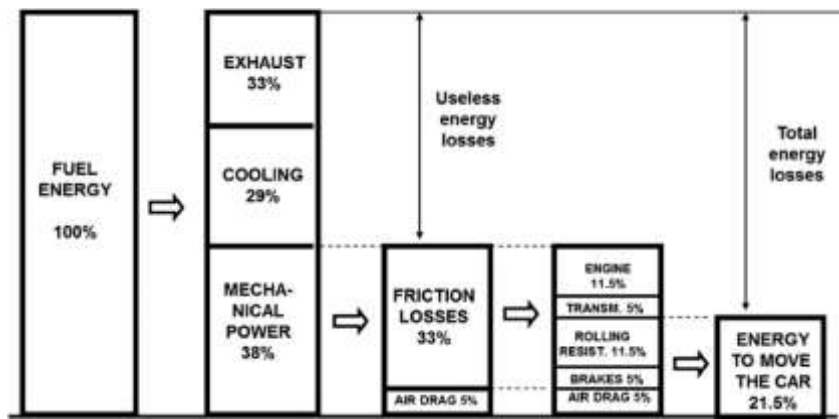 FUEL
ENERGY
100%
EXHAUST
33%
COOLING
29%
MECHA-
NICAL
POWER
38%
Useless
energy
losses
FRICTION
LOSSES
33%
AIR DRAG 5%
ENGINE
11.5%
TRANSM. 5%
ROLLING
RESIST. 11.5%
BRAKES 5%
AIR DRAG 5%
Total
energy
losses
ENERGY
TO MOVE
THE CAR
21.5%